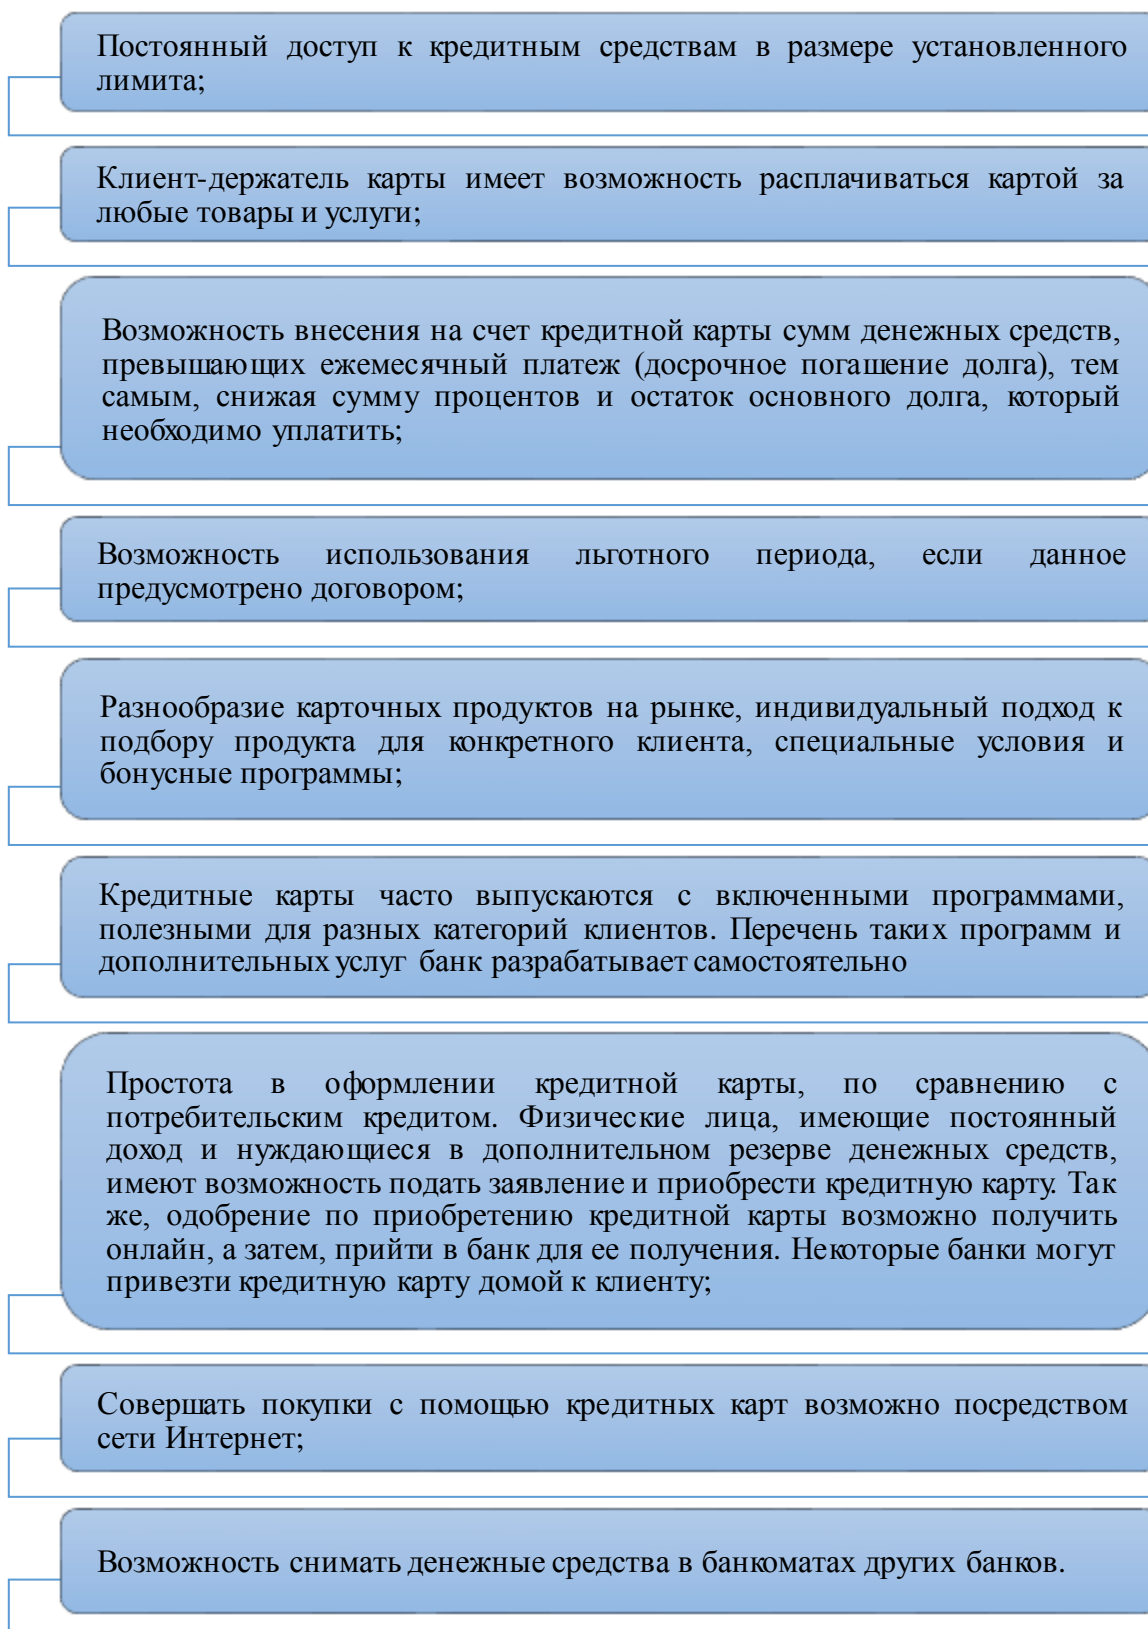 Постоянный доступ к кредитным средствам в размере установленного
лимита;
Клиент-держатель карты имеет возможность расплачиваться картой за
любые товары и услуги;
Возможность внесения на счет кредитной карты сумм денежных средств,
превышающих ежемесячный платеж (досрочное погашение долга), тем
самым, снижая сумму процентов и остаток основного долга, который
необходимо уплатить;
Возможность использования льготного периода, если данное
предусмотрено договором;
Разнообразие карточных продуктов на рынке, индивидуальный подход к
подбору продукта для конкретного клиента, специальные условия и
бонусные программы;
Кредитные карты часто выпускаются с включенными программами,
полезными для разных категорий клиентов. Перечень таких программ и
дополнительных услуг банк разрабатывает самостоятельно
Простота в оформлении кредитной карты, по сравнению с
потребительским кредитом. Физические лица, имеющие постоянный
доход и нуждающиеся в дополнительном резерве денежных средств,
имеют возможность подать заявление и приобрести кредитную карту. Так
же, одобрение по приобретению кредитной карты возможно получить
онлайн, а затем, прийти в банк для ее получения. Некоторые банки могут
привезти кредитную карту домой к клиенту;
Совершать покупки с помощью кредитных карт возможно посредством
сети Интернет;
Возможность снимать денежные средства в банкоматах других банков.